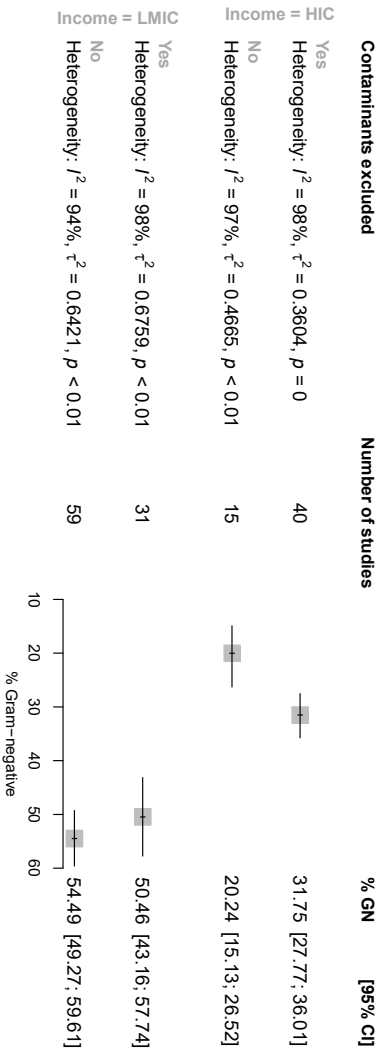 Contaminants excluded Number of studies % GN [95% CI]
Income = HIC
Yes
Heterogeneity: I² = 98%, τ² = 0.3604, p = 0 40 31.75 [27.77; 36.01]
No
Heterogeneity: I² = 97%, τ² = 0.4665, p < 0.01 15 20.24 [15.13; 26.52]
Income = LMIC
Yes
Heterogeneity: I² = 98%, τ² = 0.6759, p < 0.01 31 50.46 [43.16; 57.74]
No
Heterogeneity: I² = 94%, τ² = 0.6421, p < 0.01 59 54.49 [49.27; 59.61]
10 20 30 40 50 60
% Gram−negative